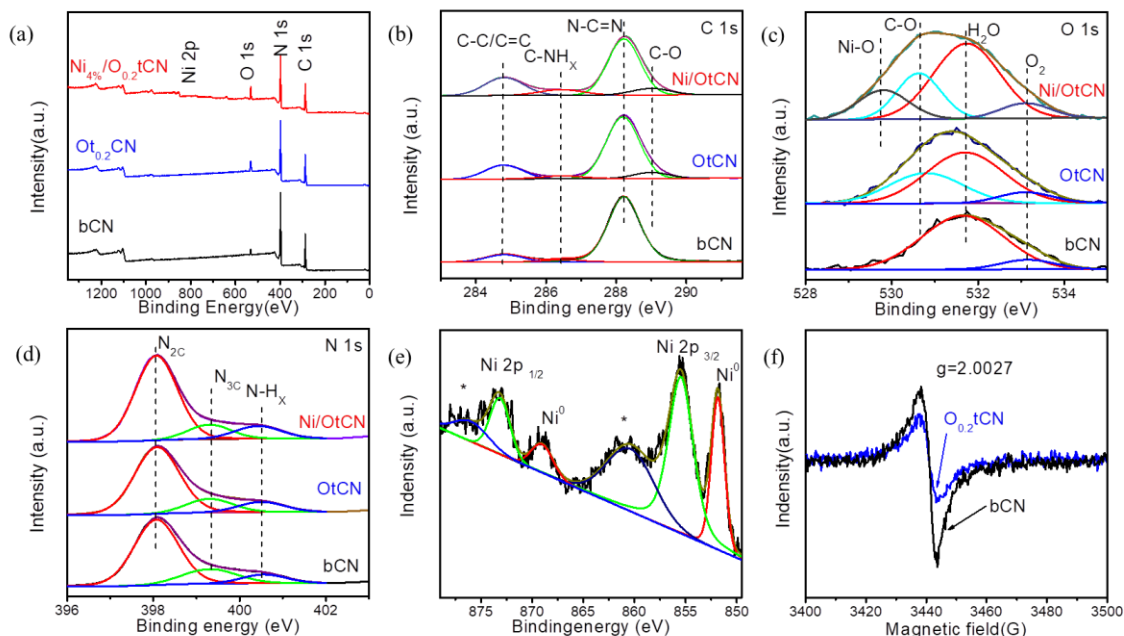 (a)
Ni4%/O0.2tCN
Ni 2p
O 1s
N 1s
C 1s
Ot0.2CN
bCN
Intensity(a.u.)
1200 1000 800 600 400 200 0
Binding Energy(eV)
(b)
C 1s
N-C=N
C-C/C=C
C-NHX
C-O
Ni/OtCN
OtCN
bCN
Intensity (a.u.)
284 286 288 290
Binding energy (eV)
(c)
O 1s
C-O
Ni-O
H2O
O2
Ni/OtCN
OtCN
bCN
Intensity (a.u.)
528 530 532 534
Binding energy (eV)
(d)
N 1s
N2C
N3C
N-HX
Ni/OtCN
OtCN
bCN
Intensity (a.u.)
396 398 400 402
Binding energy (eV)
(e)
Ni 2p 3/2
Ni 2p 1/2
Ni0
*
Ni0
*
Indensity (a.u.)
875 870 865 860 855 850
Bindingenergy (eV)
(f)
g=2.0027
O0.2tCN
bCN
Indensity(a.u.)
3400 3420 3440 3460 3480 3500
Magnetic field(G)